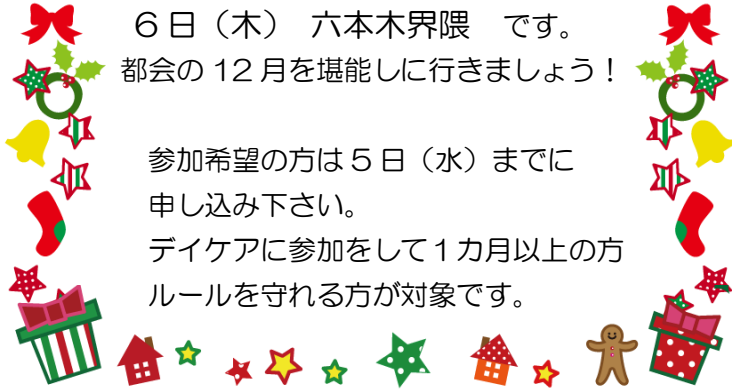 6日（木）　六本木界隈　です。
都会の 12 月を堪能しに行きましょう！
参加希望の方は5日（水）までに
申し込み下さい。
デイケアに参加をして1カ月以上の方
ルールを守れる方が対象です。